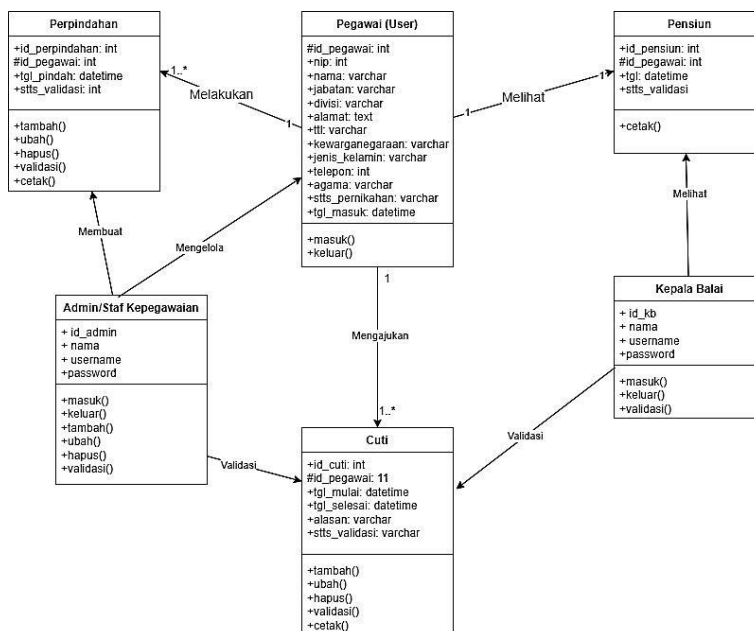 Perpindahan
+id_perpindahan: int
#id_pegawai: int
+tgl_pindah: datetime
+stts_validasi: int
+tambah()
+ubah()
+hapus()
+validasi()
+cetak()
1..*
Melakukan
1
Pegawai (User)
#id_pegawai: int
+nip: int
+nama: varchar
+jabatan: varchar
+divisi: varchar
+alamat: text
+ttl: varchar
+kewarganegaraan: varchar
+jenis_kelamin: varchar
+telepon: int
+agama: varchar
+stts_pernikahan: varchar
+tgl_masuk: datetime
+masuk()
+keluar()
1
Melihat
1
Pensiun
+id_pensiun: int
#id_pegawai: int
+tgl: datetime
+stts_validasi
+cetak()
Membuat
Mengelola
Melihat
1
Mengajukan
1..*
Admin/Staf Kepegawaian
+ id_admin
+ nama
+ username
+password
+masuk()
+keluar()
+tambah()
+ubah()
+hapus()
+validasi()
Kepala Balai
+ id_kb
+ nama
+ username
+password
+masuk()
+keluar()
+validasi()
Validasi
Validasi
Cuti
+id_cuti: int
#id_pegawai: 11
+tgl_mulai: datetime
+tgl_selesai: datetime
+alasan: varchar
+stts_validasi: varchar
+tambah()
+ubah()
+hapus()
+validasi()
+cetak()